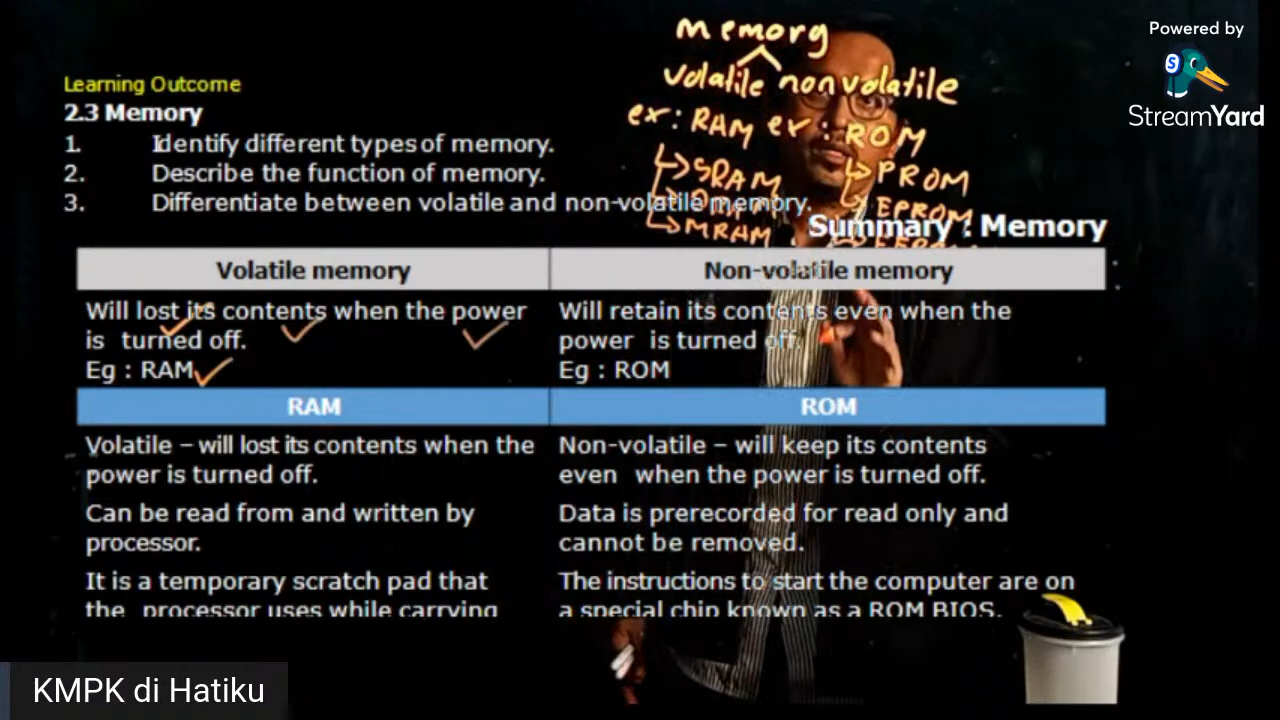 Powered by
StreamYard
memory
volatile nonvolatile
ex: RAM ex: ROM
SRAM
MRAM
PROM
EPROM
Learning Outcome
2.3 Memory
1. Identify different types of memory.
2. Describe the function of memory.
3. Differentiate between volatile and non-volatile memory.
Summary : Memory
Volatile memory
Will lost its contents when the power
is turned off.
Eg : RAM
Non-volatile memory
Will retain its contents even when the
power is turned off.
Eg : ROM
RAM
Volatile – will lost its contents when the
power is turned off.
Can be read from and written by
processor.
It is a temporary scratch pad that
the processor uses while carrying
ROM
Non-volatile – will keep its contents
even when the power is turned off.
Data is prerecorded for read only and
cannot be removed.
The instructions to start the computer are on
a special chip known as a ROM BIOS.
KMPK di Hatiku